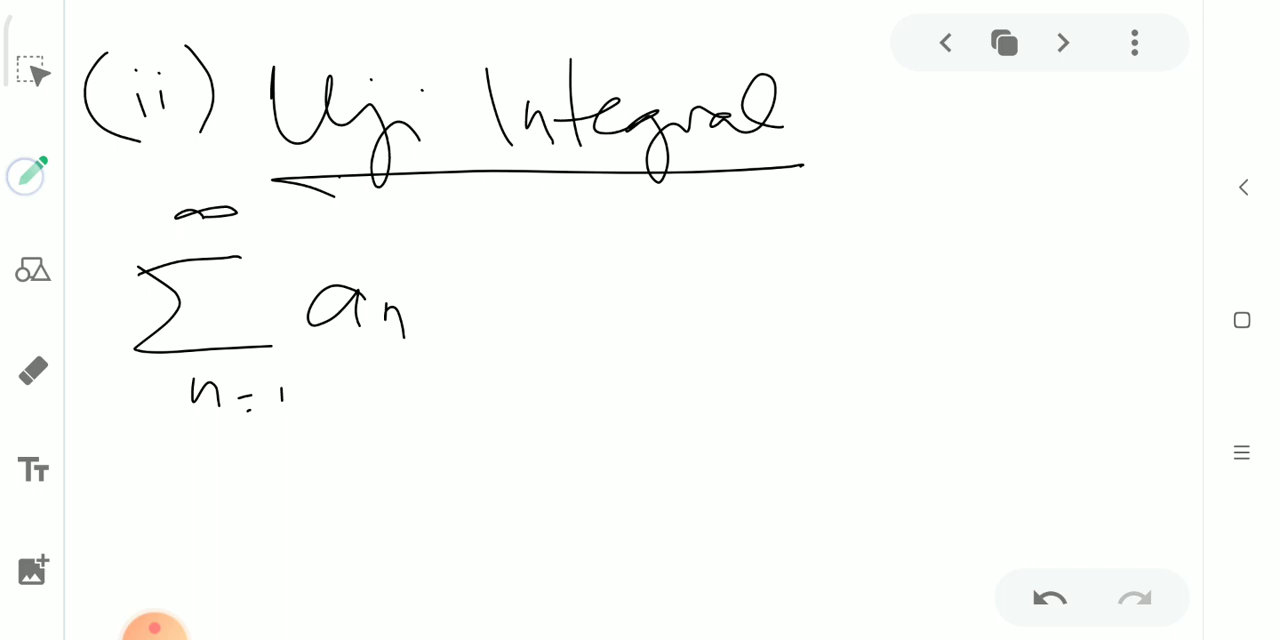 (ii) Uji Integral
∞
∑ an
n=1